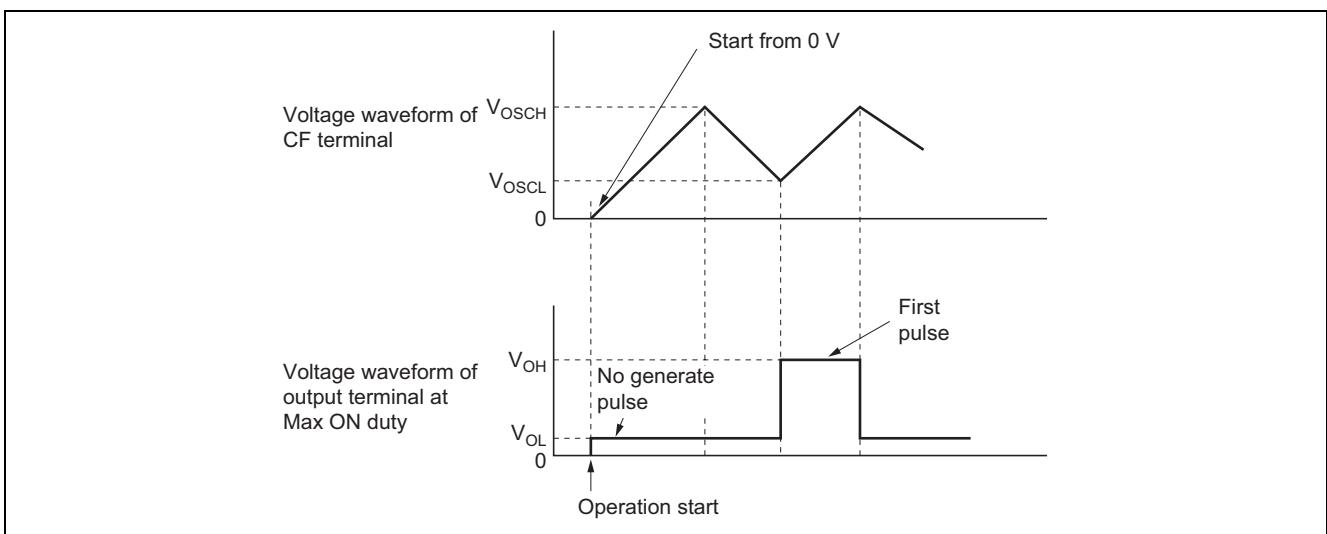 Start from 0 V
Voltage waveform of
CF terminal
VOSCH
VOSCL
0
First
pulse
Voltage waveform of
output terminal at
Max ON duty
VOH
No generate
pulse
VOL
0
Operation start